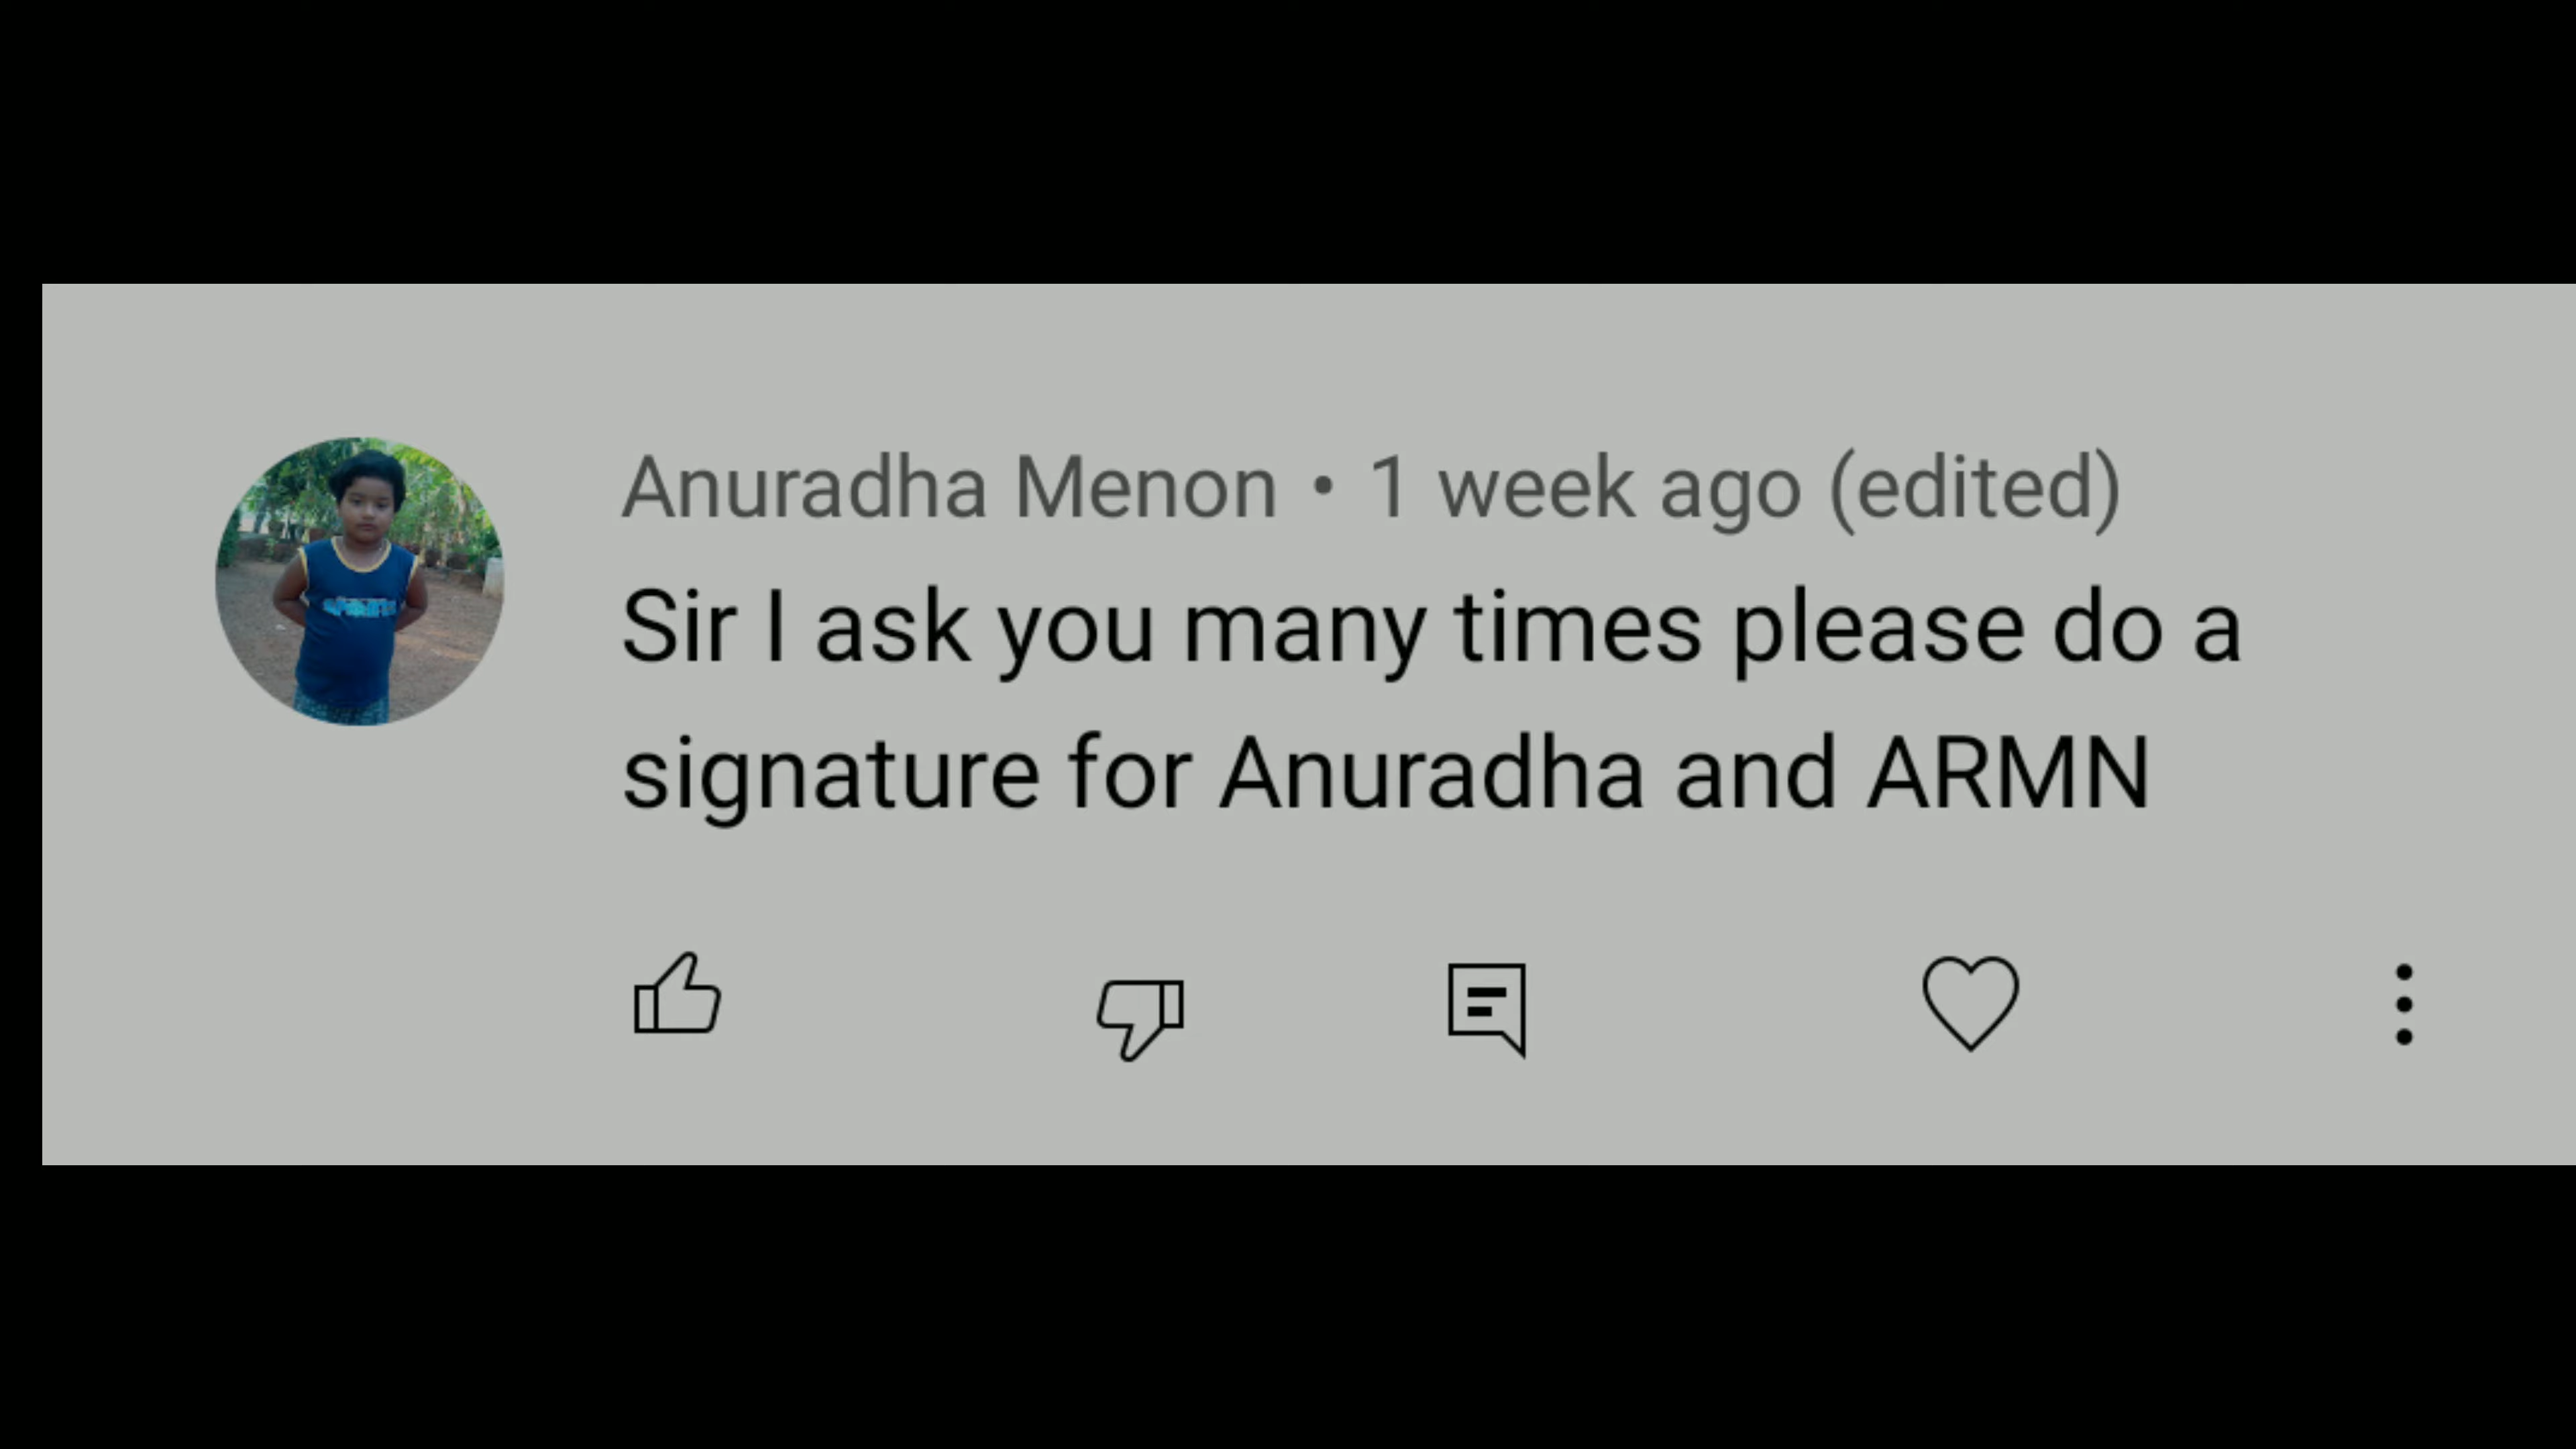 Anuradha Menon • 1 week ago (edited)
Sir I ask you many times please do a
signature for Anuradha and ARMN